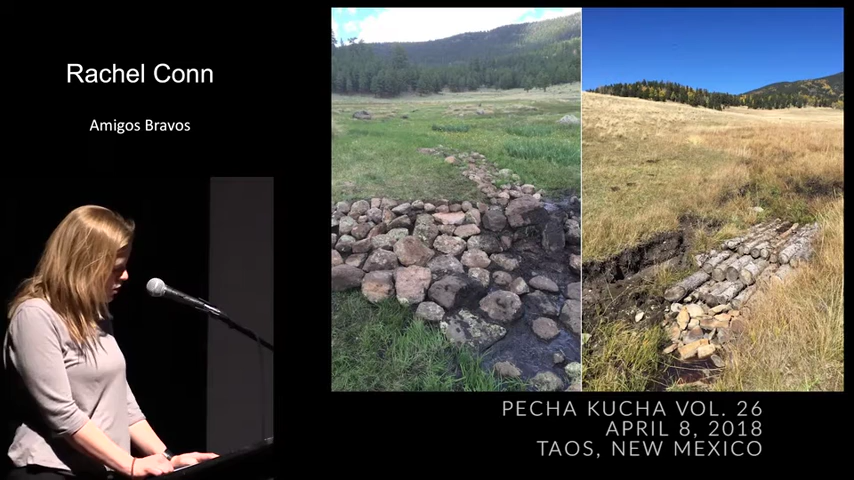 Rachel Conn
Amigos Bravos
PECHA KUCHA VOL. 26
APRIL 8, 2018
TAOS, NEW MEXICO